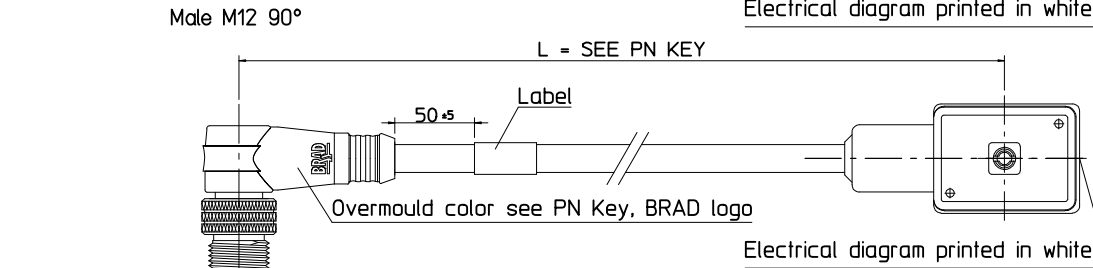 Electrical diagram printed in white
Male M12 90°
L = SEE PN KEY
Label
50 ±5
BRAD
Overmould color see PN Key, BRAD logo
Electrical diagram printed in white